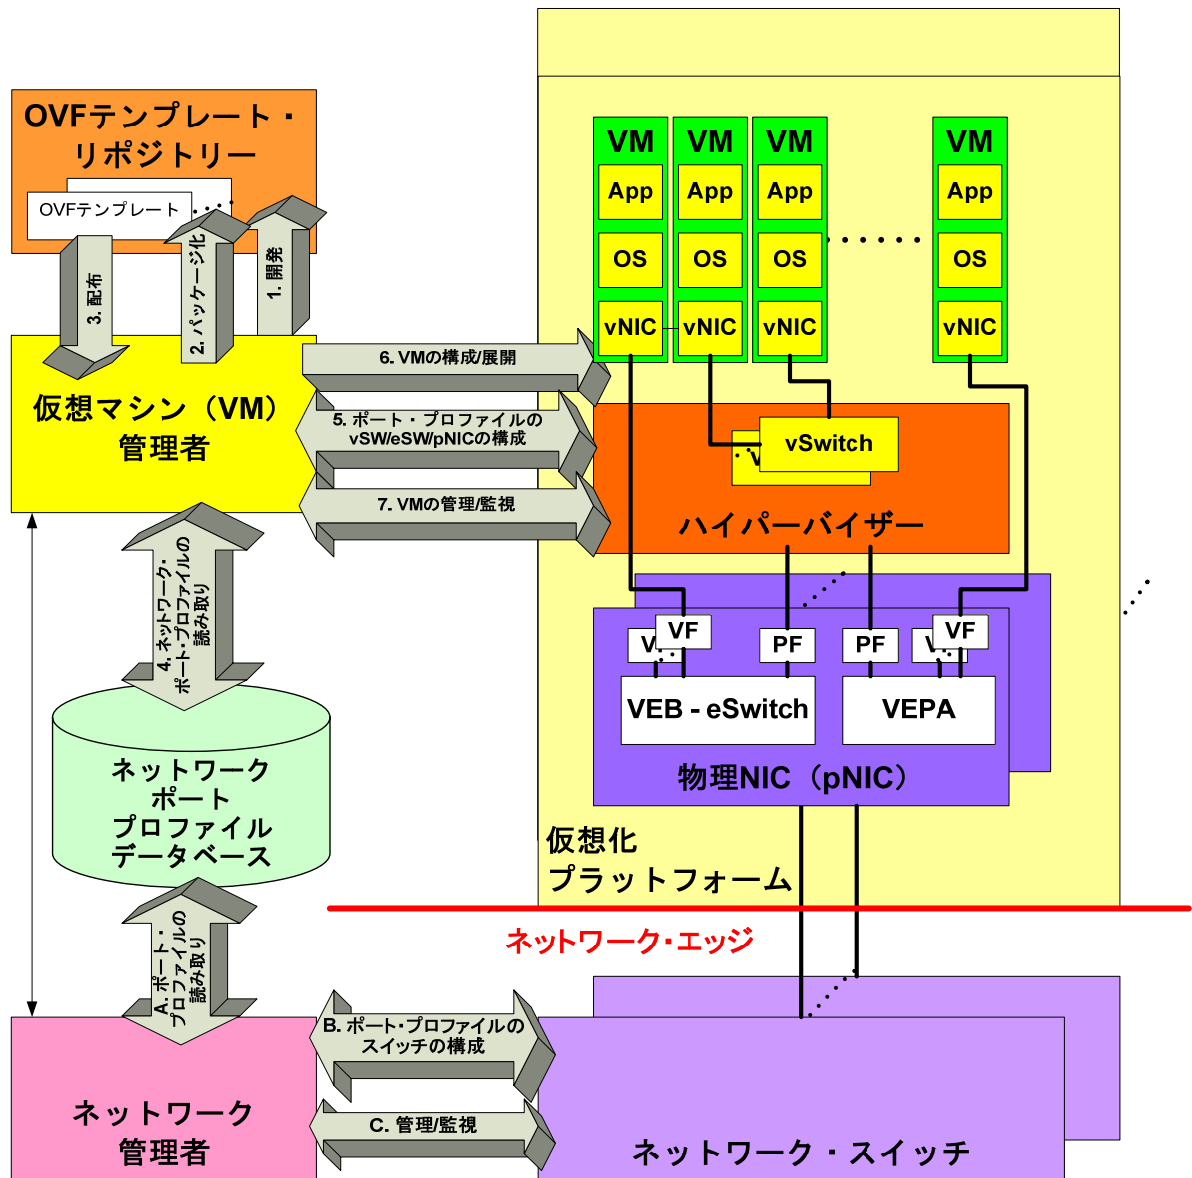 OVFテンプレート・
リポジトリー
OVFテンプレート
1. 開発
2. パッケージ化
3. 配布
仮想マシン（VM）
管理者
6. VMの構成/展開
5. ポート・プロファイルの
vSW/eSW/pNICの構成
7. VMの管理/監視
4. ネットワーク・
ポート・プロファイルの
読み取り
ネットワーク
ポート
プロファイル
データベース
A. ポート・
プロファイルの
読み取り
ネットワーク
管理者
B. ポート・プロファイルの
スイッチの構成
C. 管理/監視
VM
App
OS
vNIC
VM
App
OS
vNIC
VM
App
OS
vNIC
VM
App
OS
vNIC
vSwitch
v
ハイパーバイザー
V
VF
PF
PF
V
VF
VEB - eSwitch
VEPA
物理NIC（pNIC）
仮想化
プラットフォーム
ネットワーク・エッジ
ネットワーク・スイッチ